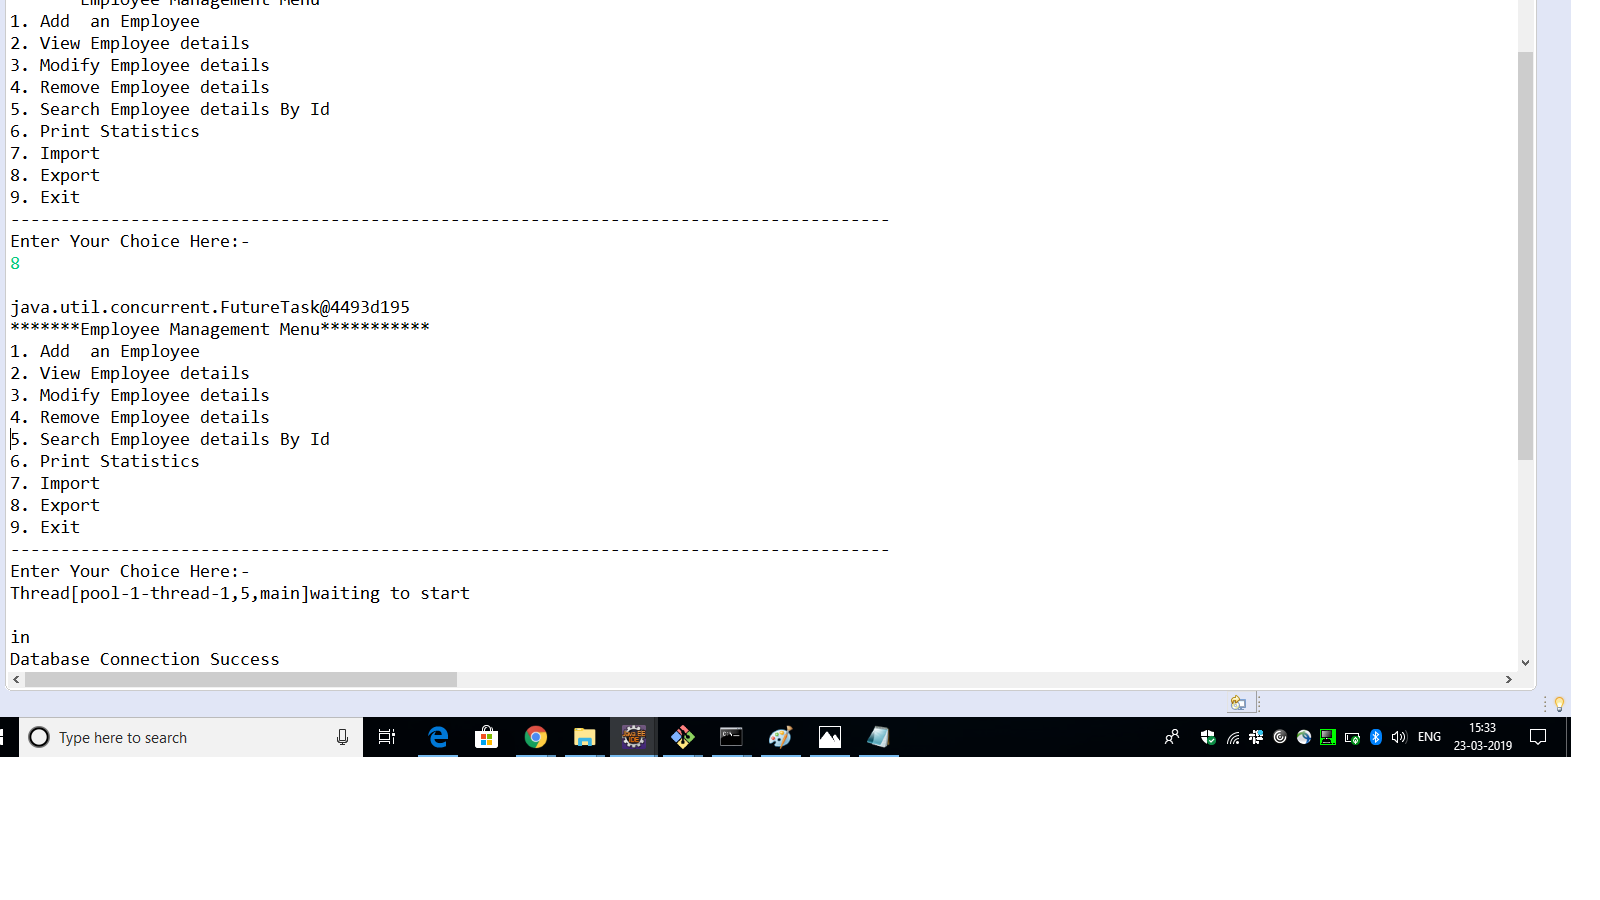 Employee Management Menu
1. Add  an Employee
2. View Employee details
3. Modify Employee details
4. Remove Employee details
5. Search Employee details By Id
6. Print Statistics
7. Import
8. Export
9. Exit
----------------------------------------------------------------------------------------
Enter Your Choice Here:-
8
java.util.concurrent.FutureTask@4493d195
*******Employee Management Menu***********
1. Add  an Employee
2. View Employee details
3. Modify Employee details
4. Remove Employee details
5. Search Employee details By Id
6. Print Statistics
7. Import
8. Export
9. Exit
----------------------------------------------------------------------------------------
Enter Your Choice Here:-
Thread[pool-1-thread-1,5,main]waiting to start
in
Database Connection Success
Type here to search
ENG
15:33
23-03-2019